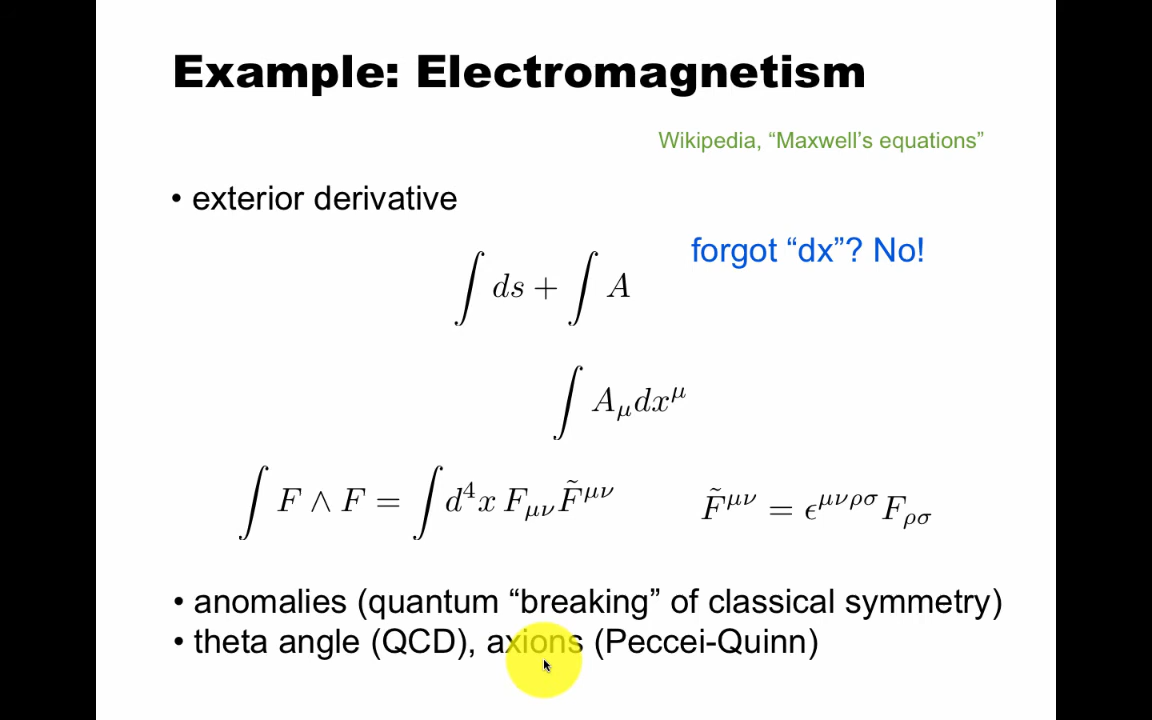 Example: Electromagnetism
Wikipedia, “Maxwell’s equations”
• exterior derivative
forgot “dx”? No!
∫ ds + ∫ A
∫ A_μ dx^μ
∫ F ∧ F = ∫ d⁴x F_μν F̃^μν    F̃^μν = ϵ^μνρσ F_ρσ
• anomalies (quantum “breaking” of classical symmetry)
• theta angle (QCD), axions (Peccei-Quinn)